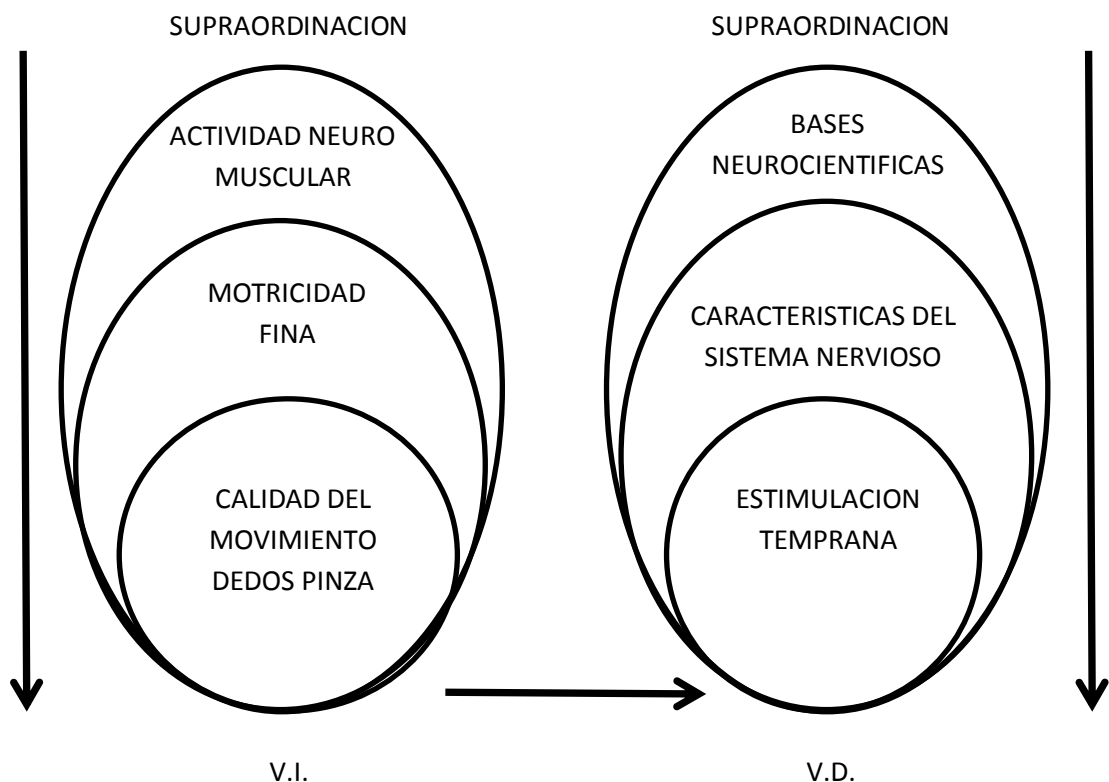 SUPRAORDINACION
ACTIVIDAD NEURO
MUSCULAR
MOTRICIDAD
FINA
CALIDAD DEL
MOVIMIENTO
DEDOS PINZA
V.I.
SUPRAORDINACION
BASES
NEUROCIENTIFICAS
CARACTERISTICAS DEL
SISTEMA NERVIOSO
ESTIMULACION
TEMPRANA
V.D.